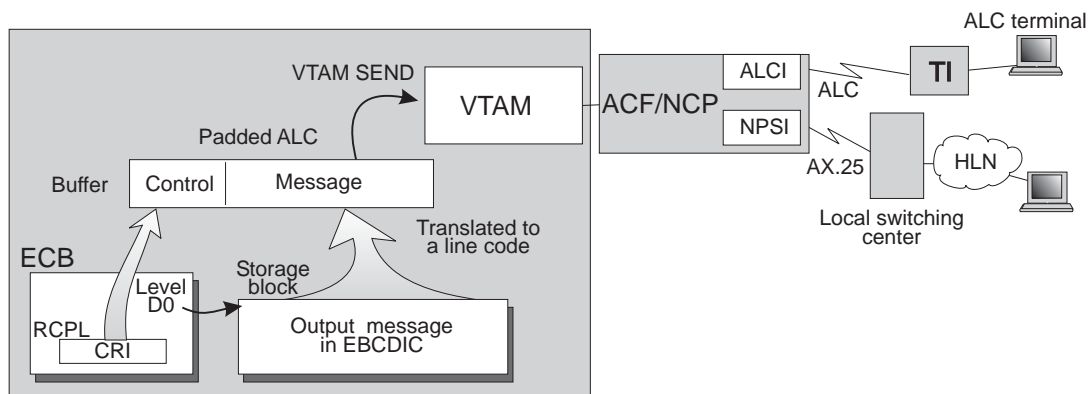 ALC terminal
VTAM SEND
VTAM
ACF/NCP
ALCI
ALC
TI
NPSI
AX.25
HLN
Local switching
center
Padded ALC
Buffer
Control
Message
Translated to
a line code
ECB
Level
D0
Storage
block
RCPL
CRI
Output message
in EBCDIC